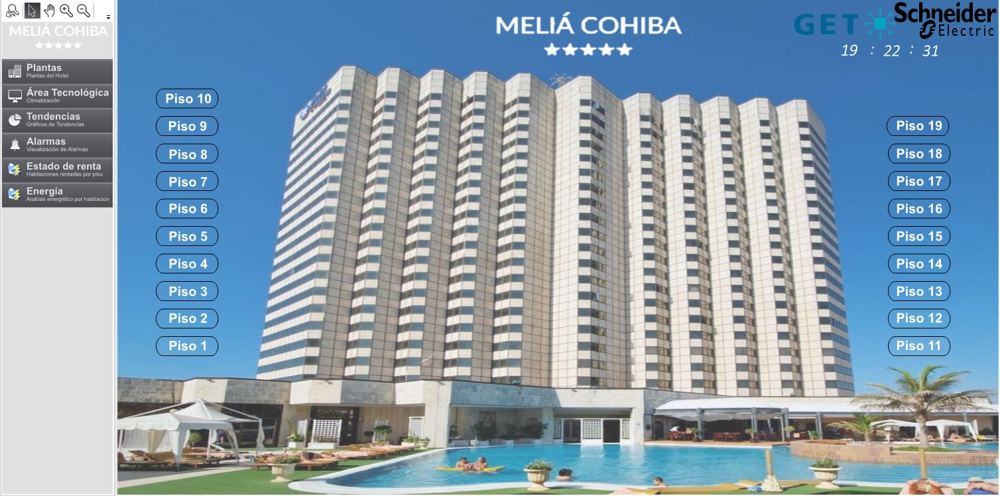 MELIÁ COHIBA
Plantas
Plantas del Hotel
Área Tecnológica
Climatización
Tendencias
Gráficos de Tendencias
Alarmas
Visualización de Alarmas
Estado de renta
Habitaciones rentadas por piso
Energía
Análisis energético por habitación
MELIÁ COHIBA
GET
Schneider
Electric
19 : 22 : 31
Piso 10
Piso 9
Piso 8
Piso 7
Piso 6
Piso 5
Piso 4
Piso 3
Piso 2
Piso 1
Piso 19
Piso 18
Piso 17
Piso 16
Piso 15
Piso 14
Piso 13
Piso 12
Piso 11